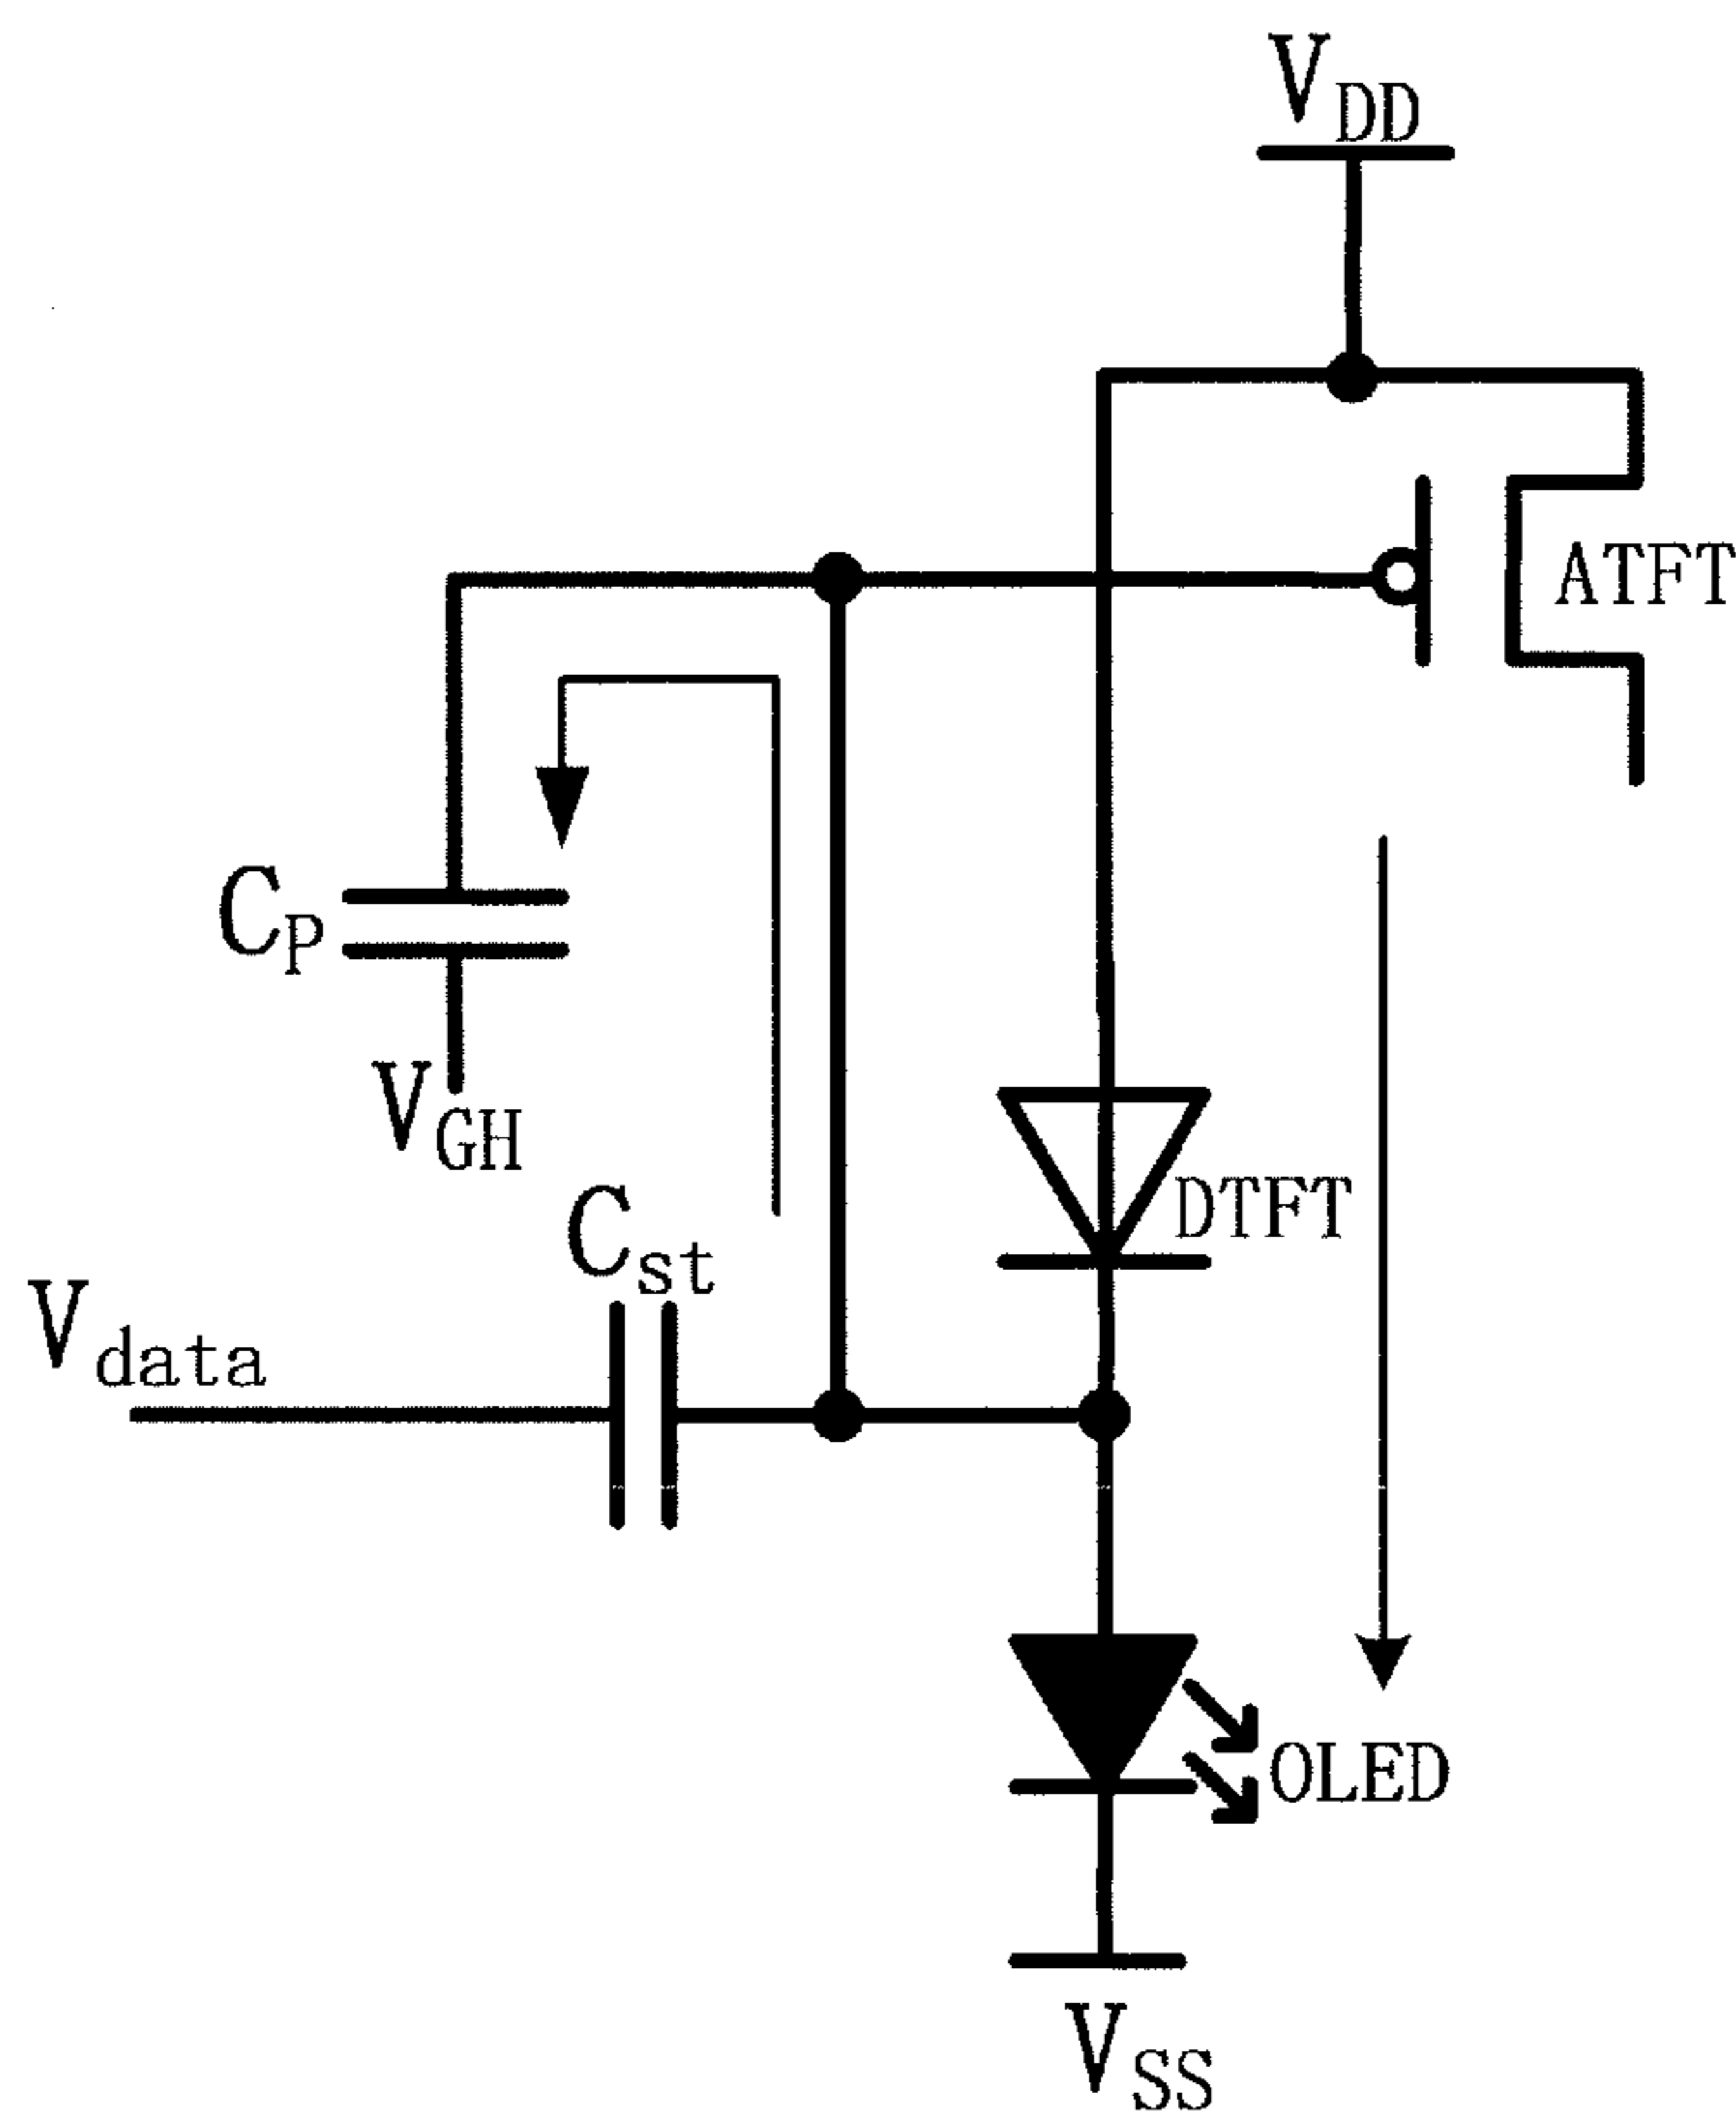 VDD
ATFT
CP
VGH
Cst
DTFT
Vdata
OLED
VSS